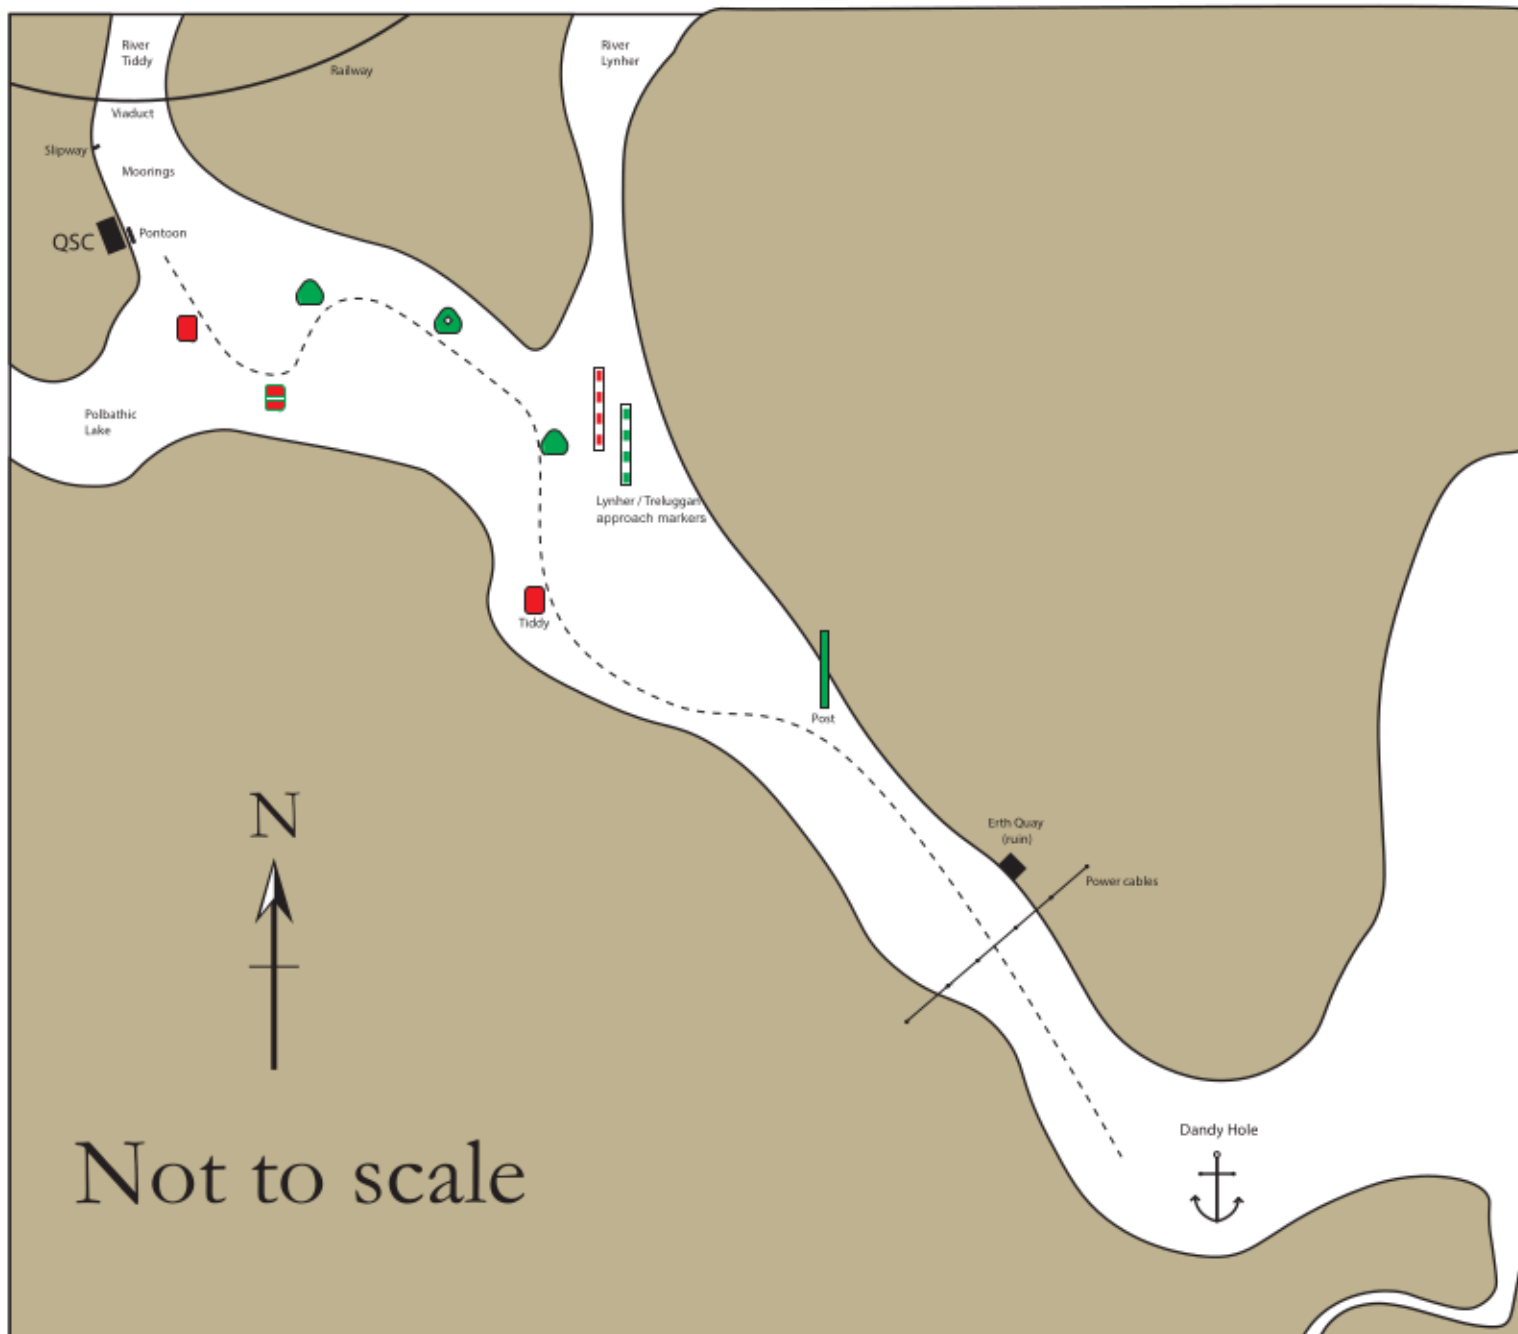 River
Tiddy
River
Lynher
Railway
Viaduct
Slipway
Moorings
QSC
Pontoon
Polbathic
Lake
Lynher / Treluggan
approach markers
Tiddy
Post
N
Erth Quay
(ruin)
Power cables
Dandy Hole
Not to scale